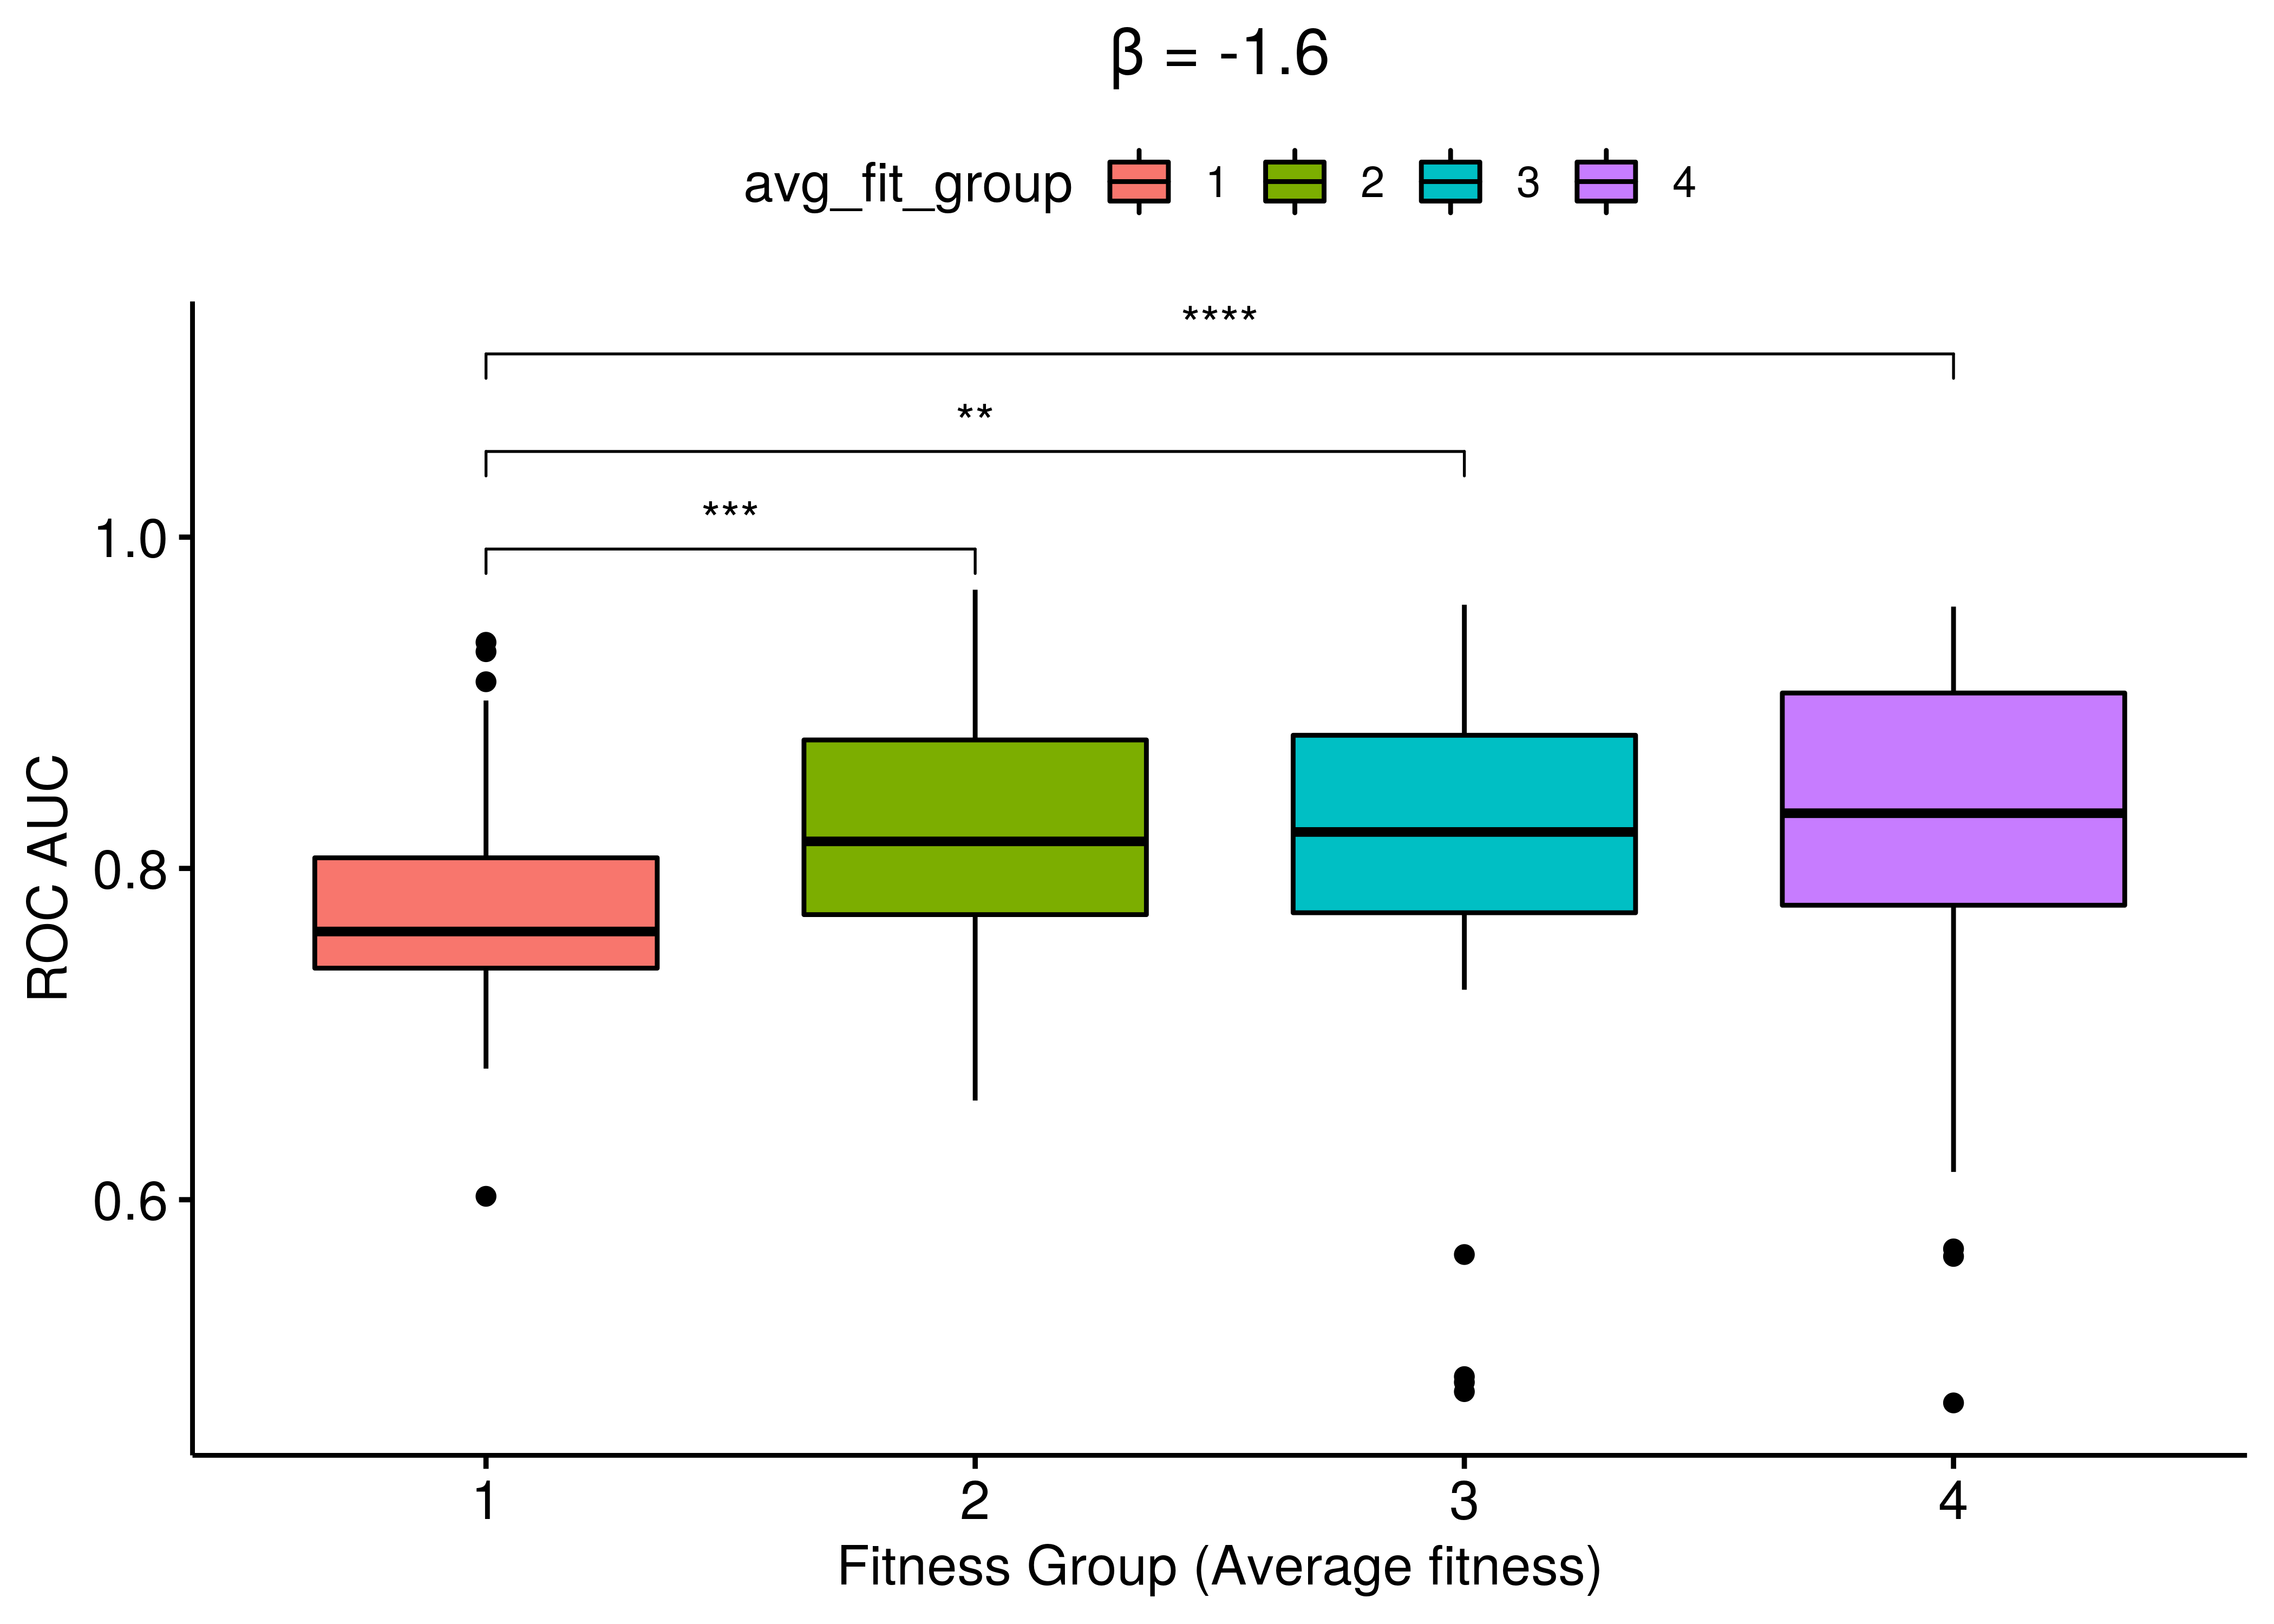 β = -1.6
avg_fit_group 1 2 3 4
****
**
***
1.0
0.8
0.6
ROC AUC
1 2 3 4
Fitness Group (Average fitness)